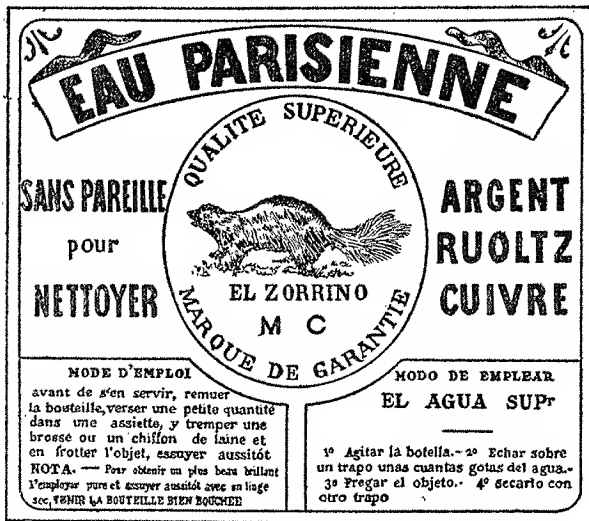 EAU PARISIENNE
QUALITE SUPERIEURE
SANS PAREILLE
pour
NETTOYER
EL ZORRINO
M C
MARQUE DE GARANTIE
ARGENT
RUOLTZ
CUIVRE
MODE D'EMPLOI
avant de s'en servir, remuer
la bouteille, verser une petite quantité
dans une assiette, y tremper une
brosse ou un chiffon de laine et
en frotter l'objet, essuyer aussitót
NOTA. — Pour obtenir un plus beau brillant
l'employer pure et essuyer aussitót avec un linge
sec, TENIR LA BOUTEILLE BIEN BOUCHEE
MODO DE EMPLEAR
EL AGUA SUPr
1º Agitar la botella.- 2º Echar sobre
un trapo unas cuantas gotas del agua.-
3º Fregar el objeto.- 4º secarlo con
otro trapo